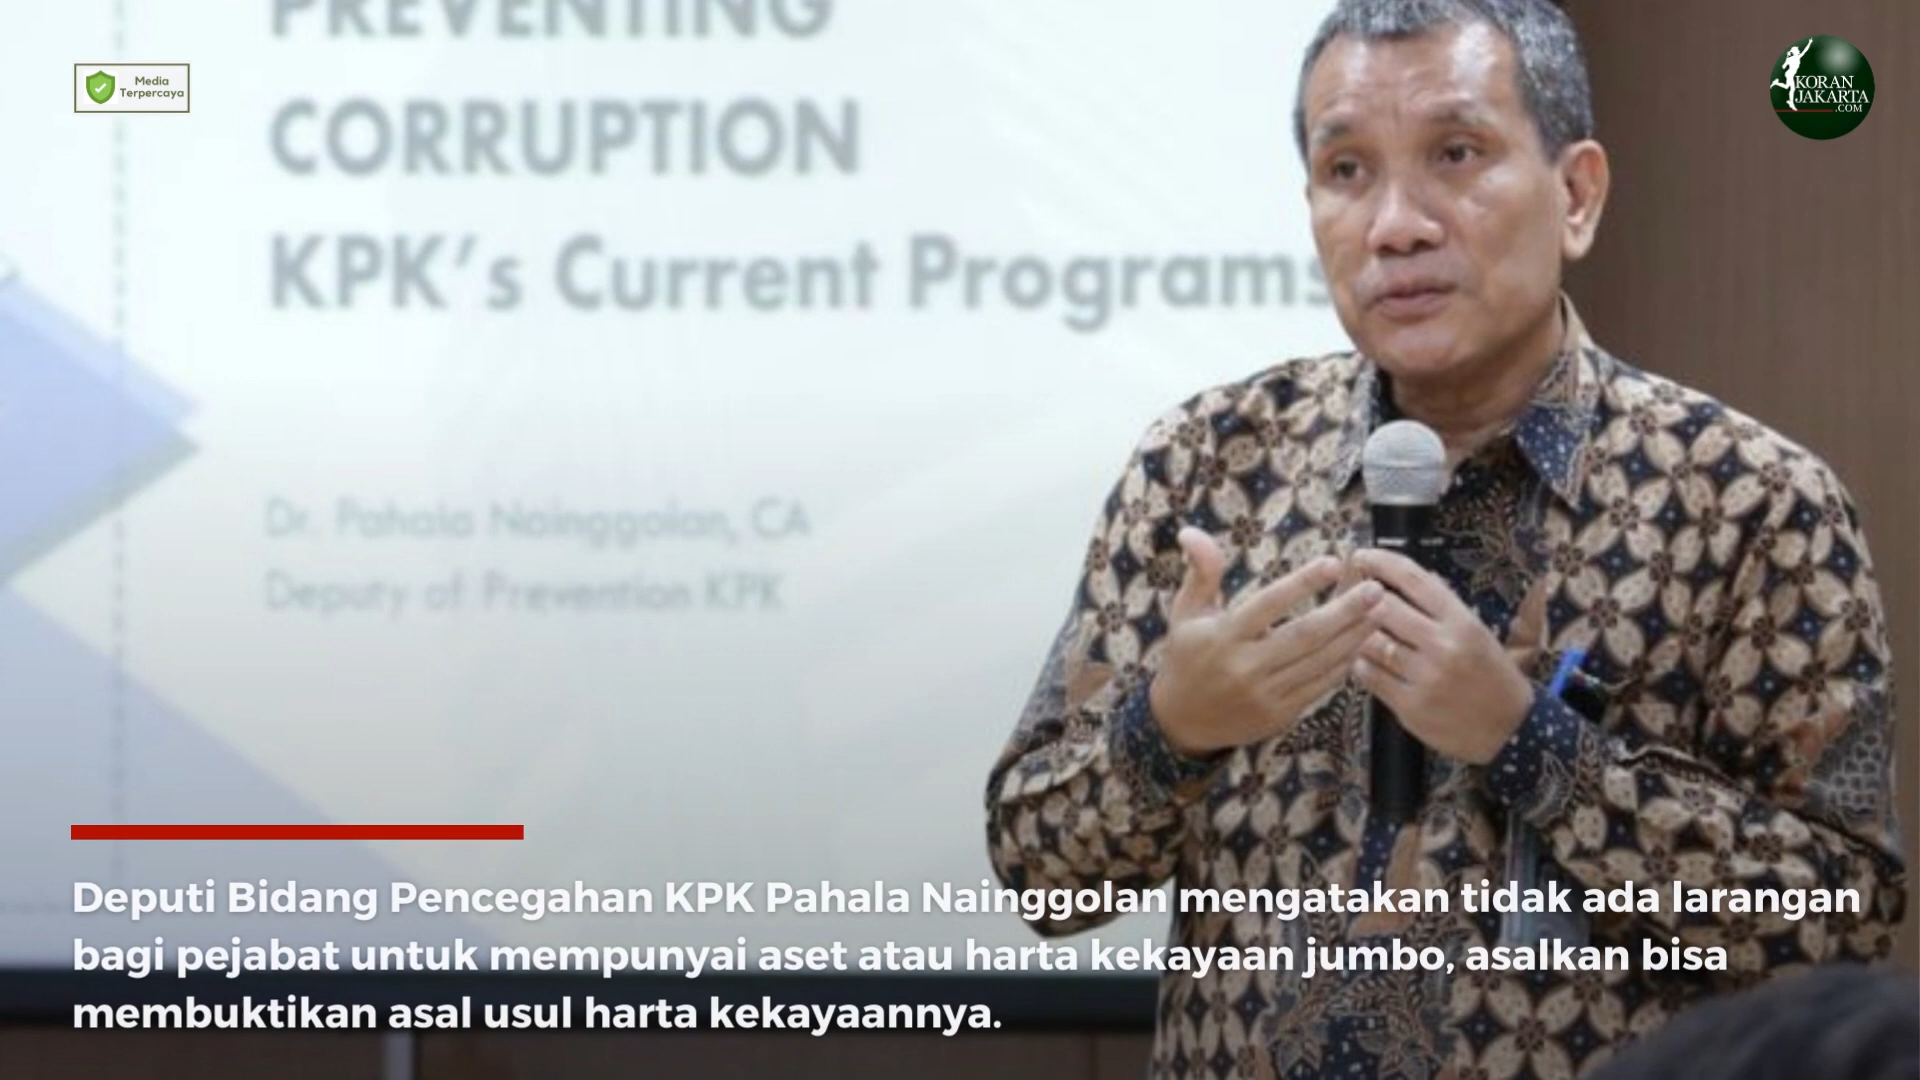 PREVENTING
CORRUPTION
KPK's Current Programs
Media
Terpercaya
KORAN
JAKARTA
.COM
Dr. Pahala Nainggolan, CA
Deputy of Prevention KPK
Deputi Bidang Pencegahan KPK Pahala Nainggolan mengatakan tidak ada larangan
bagi pejabat untuk mempunyai aset atau harta kekayaan jumbo, asalkan bisa
membuktikan asal usul harta kekayaannya.